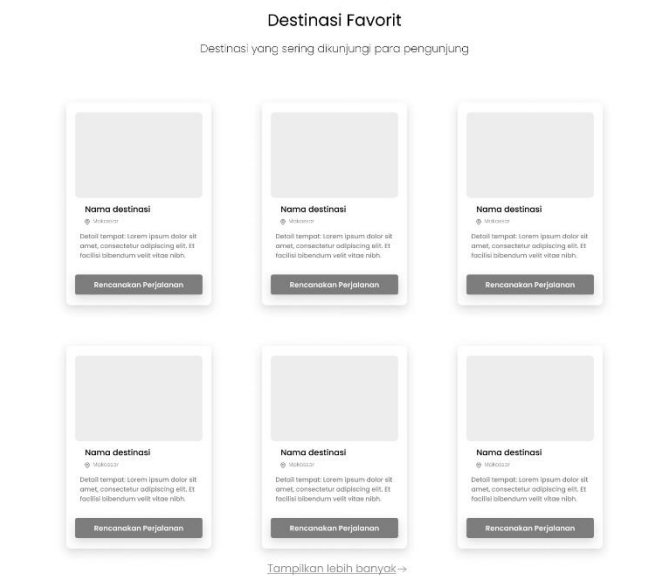 Destinasi Favorit
Destinasi yang sering dikunjungi para pengunjung
Nama destinasi
Makassar
Detail tempat: Lorem ipsum dolor sit
amet, consectetur adipiscing elit. Et
facilisi bibendum velit vitae nibh.
Rencanakan Perjalanan
Nama destinasi
Makassar
Detail tempat: Lorem ipsum dolor sit
amet, consectetur adipiscing elit. Et
facilisi bibendum velit vitae nibh.
Rencanakan Perjalanan
Nama destinasi
Makassar
Detail tempat: Lorem ipsum dolor sit
amet, consectetur adipiscing elit. Et
facilisi bibendum velit vitae nibh.
Rencanakan Perjalanan
Nama destinasi
Makassar
Detail tempat: Lorem ipsum dolor sit
amet, consectetur adipiscing elit. Et
facilisi bibendum velit vitae nibh.
Rencanakan Perjalanan
Nama destinasi
Makassar
Detail tempat: Lorem ipsum dolor sit
amet, consectetur adipiscing elit. Et
facilisi bibendum velit vitae nibh.
Rencanakan Perjalanan
Nama destinasi
Makassar
Detail tempat: Lorem ipsum dolor sit
amet, consectetur adipiscing elit. Et
facilisi bibendum velit vitae nibh.
Rencanakan Perjalanan
Tampilkan lebih banyak→